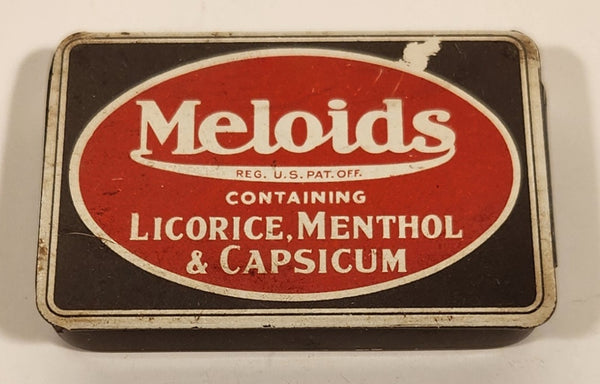 Meloids
REG. U.S. PAT. OFF.
CONTAINING
LICORICE, MENTHOL
& CAPSICUM